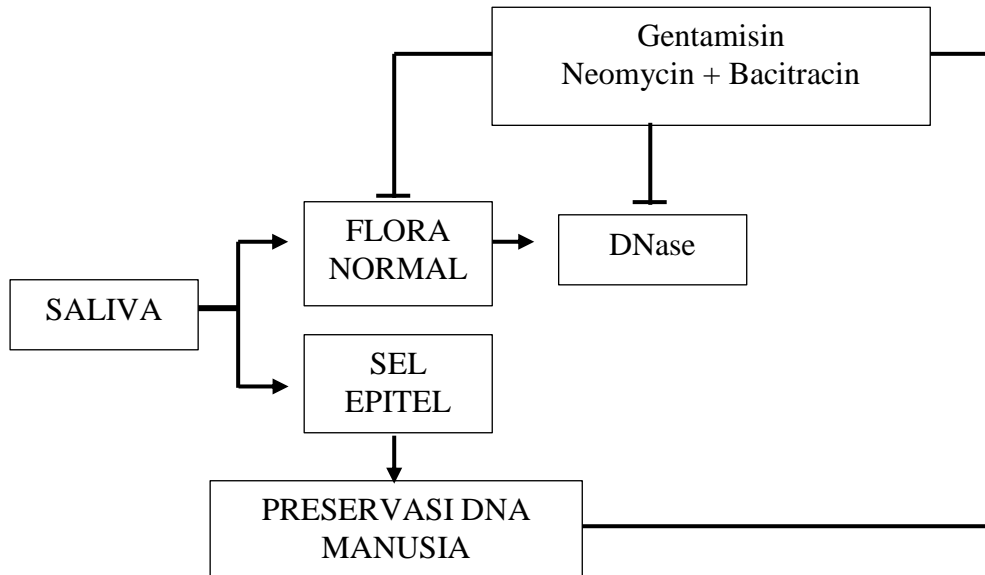 Gentamisin
Neomycin + Bacitracin
FLORA
NORMAL
DNase
SALIVA
SEL
EPITEL
PRESERVASI DNA
MANUSIA